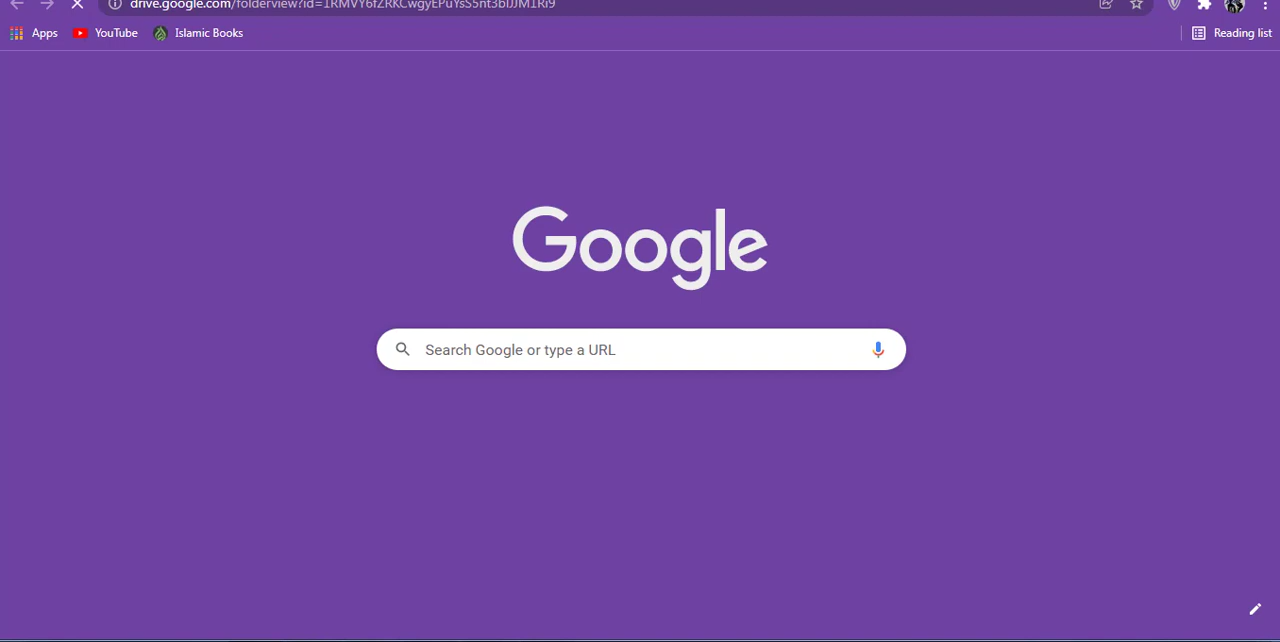 drive.google.com/folderview?id=1RMVY6fZRKCwgyEPuYsS5nt3bIJJM1Ri9
Apps YouTube Islamic Books Reading list
Google
Search Google or type a URL